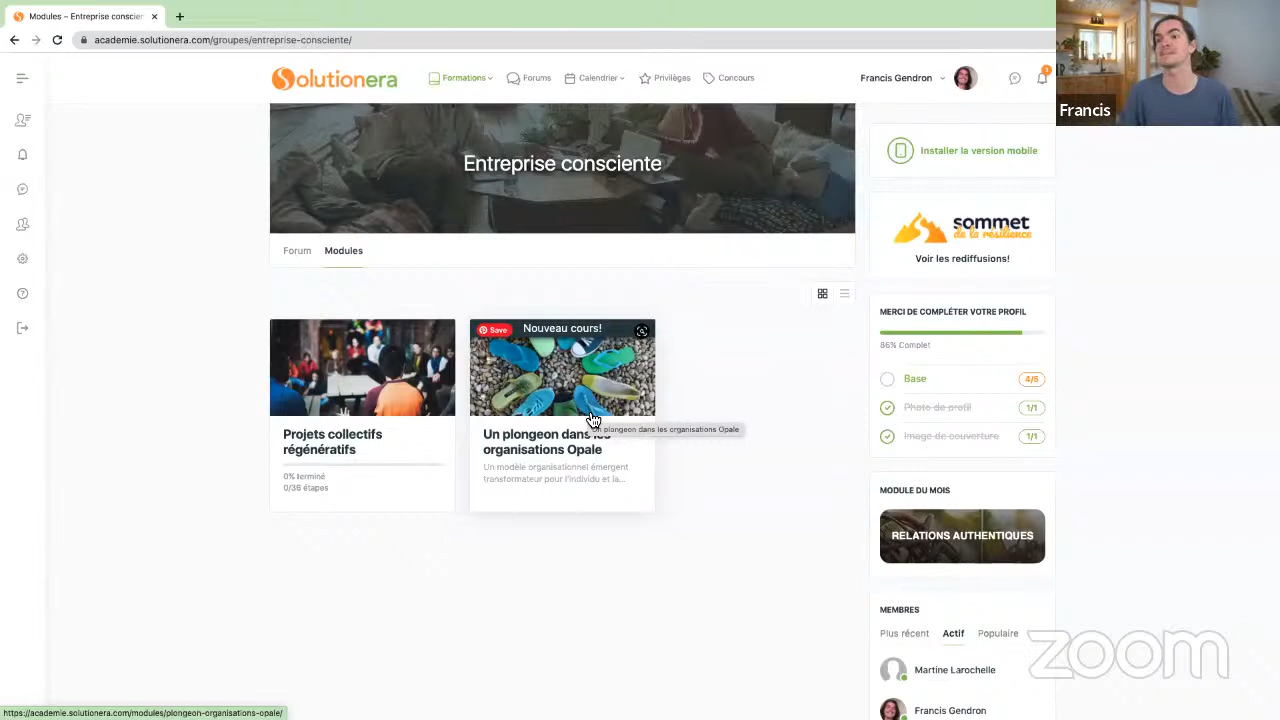 Modules – Entreprise conscien
academie.solutionera.com/groupes/entreprise-consciente/
Solutionera
Formations
Forums
Calendrier
Privilèges
Concours
Francis Gendron
3
Francis
Entreprise consciente
Forum
Modules
Installer la version mobile
sommet
de la résilience
Voir les rediffusions!
MERCI DE COMPLÉTER VOTRE PROFIL
86% Complet
Base
4/5
Photo de profil
1/1
Image de couverture
1/1
Save
Nouveau cours!
Projets collectifs
régénératifs
0% terminé
0/36 étapes
Un plongeon dans les
organisations Opale
Un plongeon dans les organisations Opale
Un modèle organisationnel émergent
transformateur pour l'individu et la...
MODULE DU MOIS
RELATIONS AUTHENTIQUES
MEMBRES
Plus récent
Actif
Populaire
Martine Larochelle
Francis Gendron
zoom
https://academie.solutionera.com/modules/plongeon-organisations-opale/